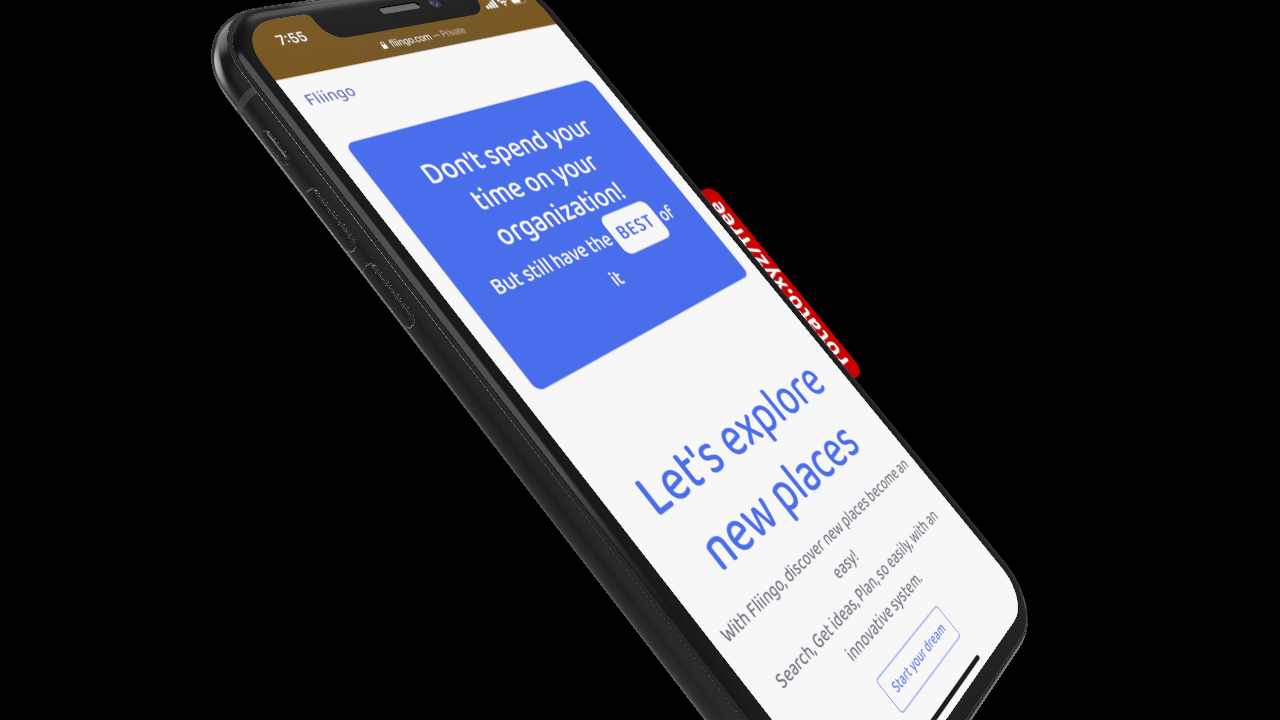 7:55
fliingo.com — Private
Fliingo
Don't spend your
time on your
organization!
But still have the BEST of
it
rotato.xyz/free
Let's explore
new places
With Fliingo, discover new places become an
easy!
Search, Get ideas, Plan, so easily, with an
innovative system.
Start your dream